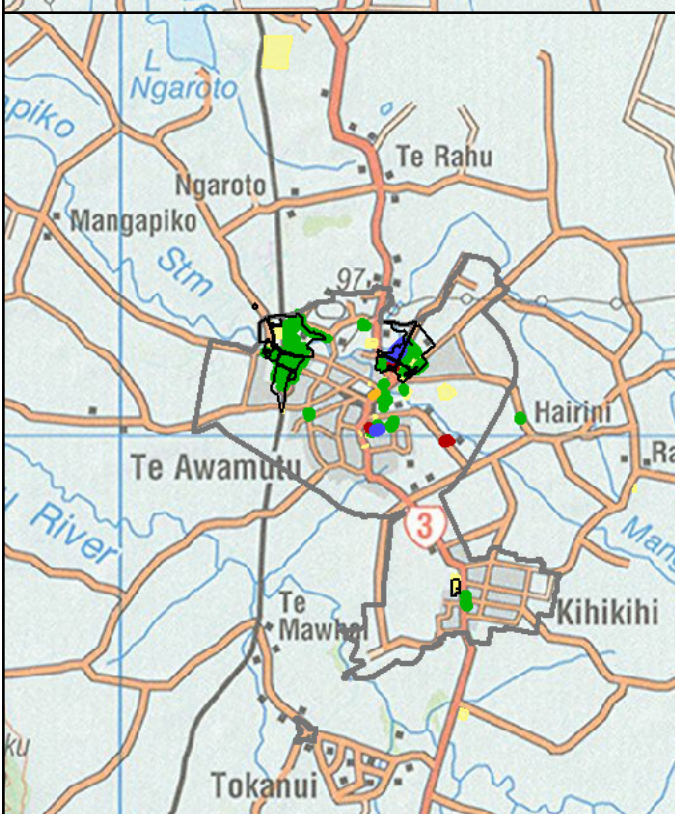 L
Ngaroto
apiko
Te Rahu
Ngaroto
Mangapiko
Stm
97
Hairini
Te Awamutu
Ra
River
3
Mang
Te
Mawhai
Kihikihi
ku
Tokanui